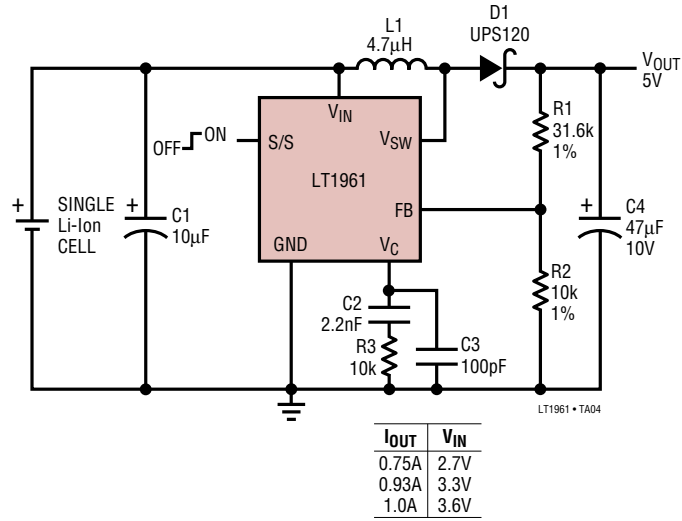 D1
UPS120
L1
4.7μH
VOUT
5V
VIN
R1
31.6k
1%
OFF ON
S/S
VSW
LT1961
+
SINGLE
Li-Ion
CELL
+
C1
10μF
FB
+
C4
47μF
10V
GND
VC
R2
10k
1%
C2
2.2nF
R3
10k
C3
100pF
LT1961 • TA04
IOUT VIN
0.75A 2.7V
0.93A 3.3V
1.0A 3.6V